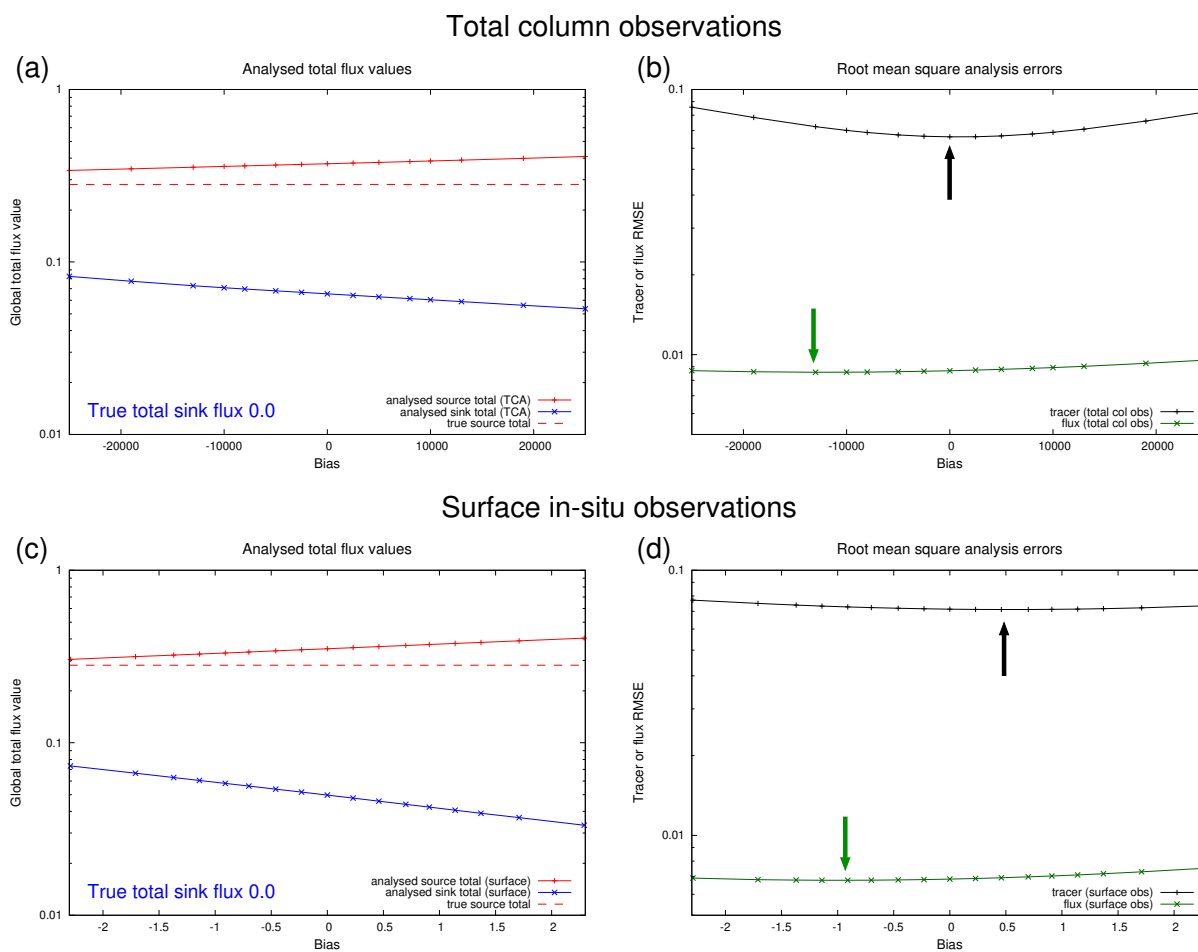 Total column observations
(a)
Analysed total flux values
1
0.1
0.01
Global total flux value
True total sink flux 0.0
analysed source total (TCA)
analysed sink total (TCA)
true source total
-20000 -10000 0 10000 20000
Bias
(b)
Root mean square analysis errors
0.1
0.01
Tracer or flux RMSE
tracer (total col obs)
flux (total col obs)
-20000 -10000 0 10000 20000
Bias
Surface in-situ observations
(c)
Analysed total flux values
1
0.1
0.01
Global total flux value
True total sink flux 0.0
analysed source total (surface)
analysed sink total (surface)
true source total
-2 -1.5 -1 -0.5 0 0.5 1 1.5 2
Bias
(d)
Root mean square analysis errors
0.1
0.01
Tracer or flux RMSE
tracer (surface obs)
flux (surface obs)
-2 -1.5 -1 -0.5 0 0.5 1 1.5 2
Bias